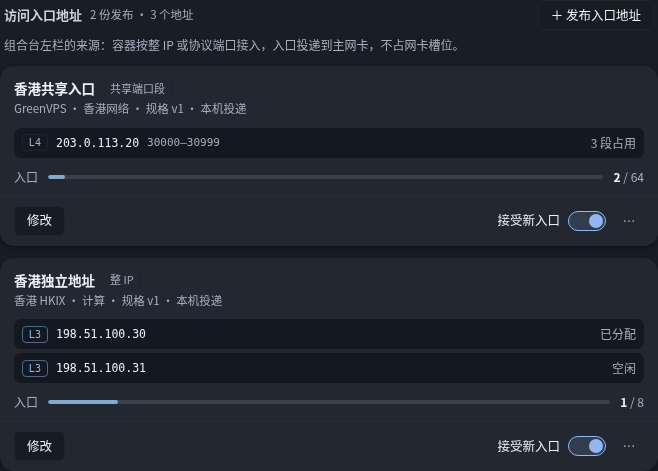 访问入口地址 2 份发布 • 3 个地址
＋ 发布入口地址
组合台左栏的来源：容器按整 IP 或协议端口接入，入口投递到主网卡，不占网卡槽位。
香港共享入口 共享端口段
GreenVPS • 香港网络 • 规格 v1 • 本机投递
L4 203.0.113.20 30000–30999 3 段占用
入口 2 / 64
修改 接受新入口 …
香港独立地址 整 IP
香港 HKIX • 计算 • 规格 v1 • 本机投递
L3 198.51.100.30 已分配
L3 198.51.100.31 空闲
入口 1 / 8
修改 接受新入口 …